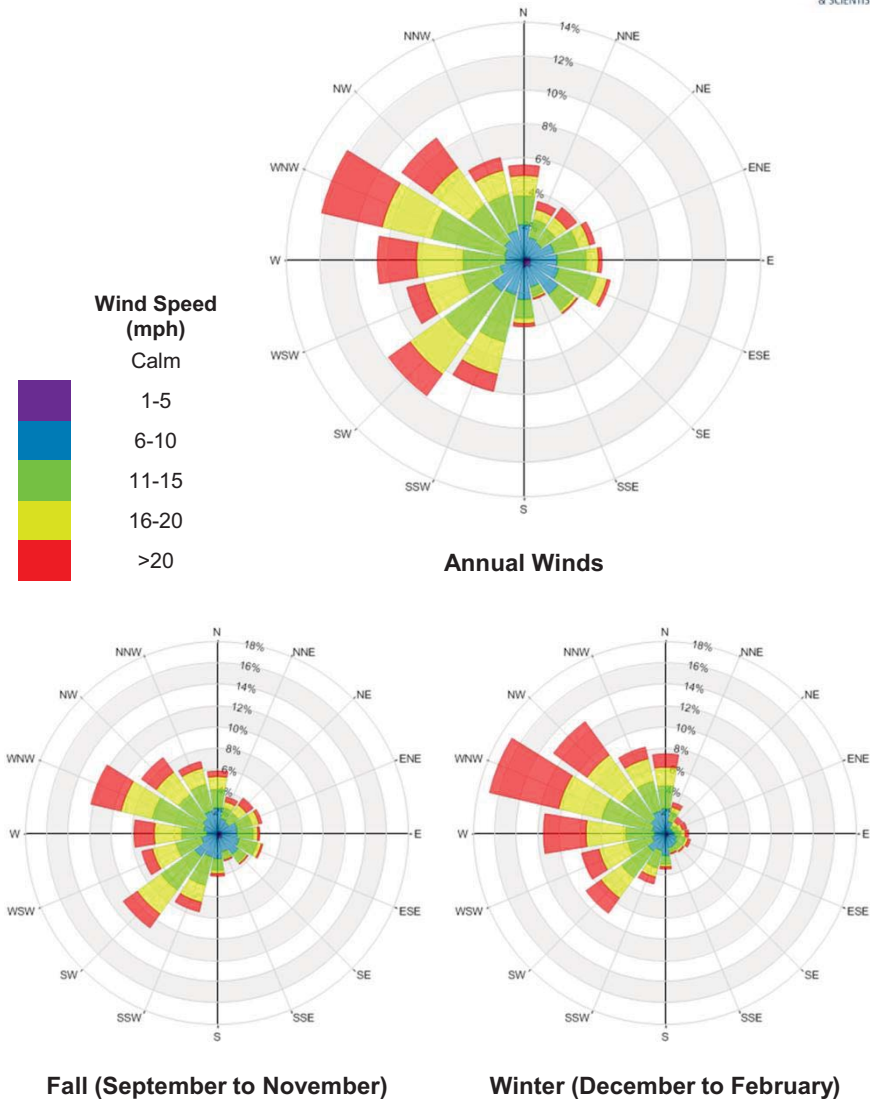 & SCIENTIS
N
14%
NNW
NNE
12%
NW
10%
NE
8%
WNW
6%
ENE
4%
W
E
Wind Speed
(mph)
Calm
1-5
6-10
11-15
16-20
>20
WSW
ESE
SW
SE
SSW
SSE
S
Annual Winds
N
18%
NNW
NNE
16%
14%
NW
12%
NE
10%
8%
WNW
6%
ENE
%
W
E
WSW
ESE
SW
SE
SSW
SSE
S
Fall (September to November)
N
18%
NNW
NNE
16%
14%
NW
12%
NE
10%
8%
WNW
ENE
W
E
WSW
ESE
SW
SE
SSW
SSE
S
Winter (December to February)